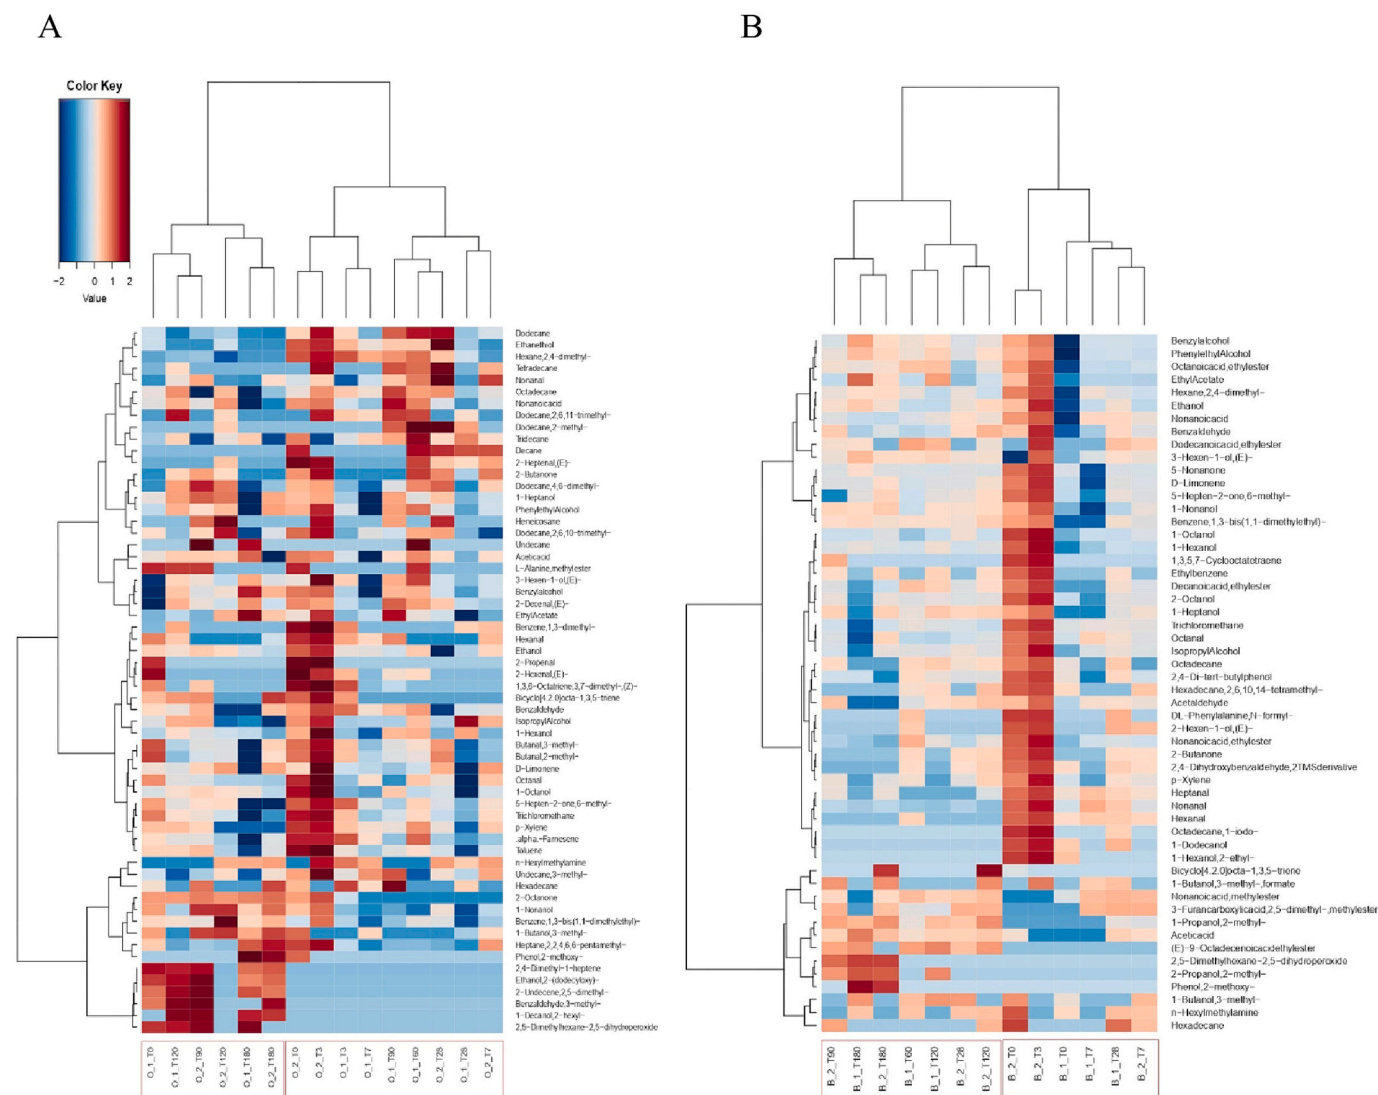 A
B
Color Key
−2 0 1 2
Value
Dodecane
Ethanethiol
Hexane,2,4−dimethyl−
Tetradecane
Nonanal
Octadecane
Nonanoicacid
Dodecane,2,6,11−trimethyl−
Dodecane,2−methyl−
Tridecane
Decane
2−Heptenal,(E)−
2−Butanone
Dodecane,4,6−dimethyl−
1−Heptanol
PhenylethylAlcohol
Heneicosane
Dodecane,2,6,10−trimethyl−
Undecane
Aceticacid
L−Alanine,methylester
3−Hexen−1−ol,(E)−
Benzylalcohol
2−Decenal,(E)−
EthylAcetate
Benzene,1,3−dimethyl−
Hexanal
Ethanol
2−Propenal
2−Hexenal,(E)−
1,3,6−Octatriene,3,7−dimethyl−,(Z)−
Bicyclo[4.2.0]octa−1,3,5−triene
Benzaldehyde
IsopropylAlcohol
1−Hexanol
Butanal,3−methyl−
Butanal,2−methyl−
D−Limonene
Octanal
1−Octanol
5−Hepten−2−one,6−methyl−
Trichloromethane
p−Xylene
.alpha.−Farnesene
Toluene
n−Hexylmethylamine
Undecane,3−methyl−
Hexadecane
2−Octanone
1−Nonanol
Benzene,1,3−bis(1,1−dimethylethyl)−
1−Butanol,3−methyl−
Heptane,2,2,4,6,6−pentamethyl−
Phenol,2−methoxy−
2,4−Dimethyl−1−heptene
Ethanol,2−(dodecyloxy)−
2−Undecene,2,5−dimethyl−
Benzaldehyde,3−methyl−
1−Decanol,2−hexyl−
2,5−Dimethylhexane−2,5−dihydroperoxide
O_1_T0
O_1_T120
O_2_T90
O_2_T120
O_1_T180
O_2_T180
O_2_T0
O_2_T3
O_1_T3
O_1_T7
O_1_T90
O_1_T60
O_2_T28
O_1_T28
O_2_T7
Benzylalcohol
PhenylethylAlcohol
Octanoicacid,ethylester
EthylAcetate
Hexane,2,4−dimethyl−
Ethanol
Nonanoicacid
Benzaldehyde
Dodecanoicacid,ethylester
3−Hexen−1−ol,(E)−
5−Nonanone
D−Limonene
5−Hepten−2−one,6−methyl−
1−Nonanol
Benzene,1,3−bis(1,1−dimethylethyl)−
1−Octanol
1−Hexanol
1,3,5,7−Cyclooctatetraene
Ethylbenzene
Decanoicacid,ethylester
2−Octanol
1−Heptanol
Trichloromethane
Octanal
IsopropylAlcohol
Octadecane
2,4−Di−tert−butylphenol
Hexadecane,2,6,10,14−tetramethyl−
Acetaldehyde
DL−Phenylalanine,N−formyl−
2−Hexen−1−ol,(E)−
Nonanoicacid,ethylester
2−Butanone
2,4−Dihydroxybenzaldehyde,2TMSderivative
p−Xylene
Heptanal
Nonanal
Hexanal
Octadecane,1−iodo−
1−Dodecanol
1−Hexanol,2−ethyl−
Bicyclo[4.2.0]octa−1,3,5−triene
1−Butanol,3−methyl−,formate
Nonanoicacid,methylester
3−Furancarboxylicacid,2,5−dimethyl−,methylester
1−Propanol,2−methyl−
Aceticacid
(E)−9−Octadecenoicacidethylester
2,5−Dimethylhexane−2,5−dihydroperoxide
2−Propanol,2−methyl−
Phenol,2−methoxy−
1−Butanol,3−methyl−
n−Hexylmethylamine
Hexadecane
B_2_T90
B_1_T180
B_2_T180
B_1_T60
B_1_T120
B_2_T28
B_2_T120
B_2_T0
B_2_T3
B_1_T0
B_1_T7
B_1_T28
B_2_T7